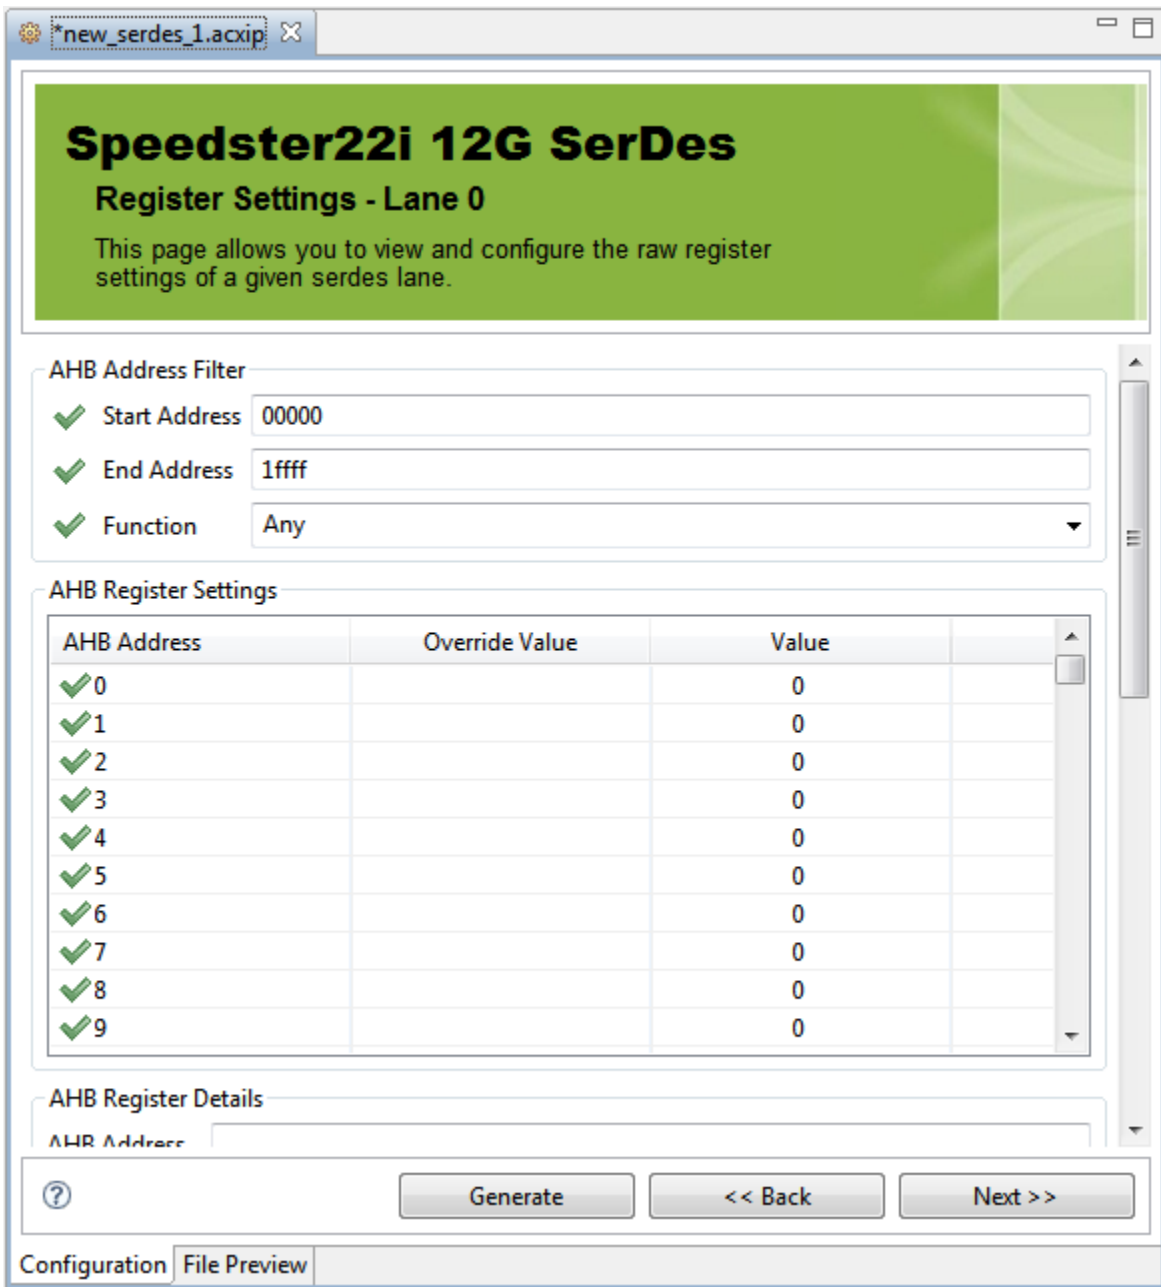 *new_serdes_1.acxip
Speedster22i 12G SerDes
Register Settings - Lane 0
This page allows you to view and configure the raw register
settings of a given serdes lane.
AHB Address Filter
Start Address 00000
End Address 1ffff
Function Any
AHB Register Settings
AHB Address Override Value Value
0 0
1 0
2 0
3 0
4 0
5 0
6 0
7 0
8 0
9 0
AHB Register Details
AHB Address
? Generate << Back Next >>
Configuration File Preview